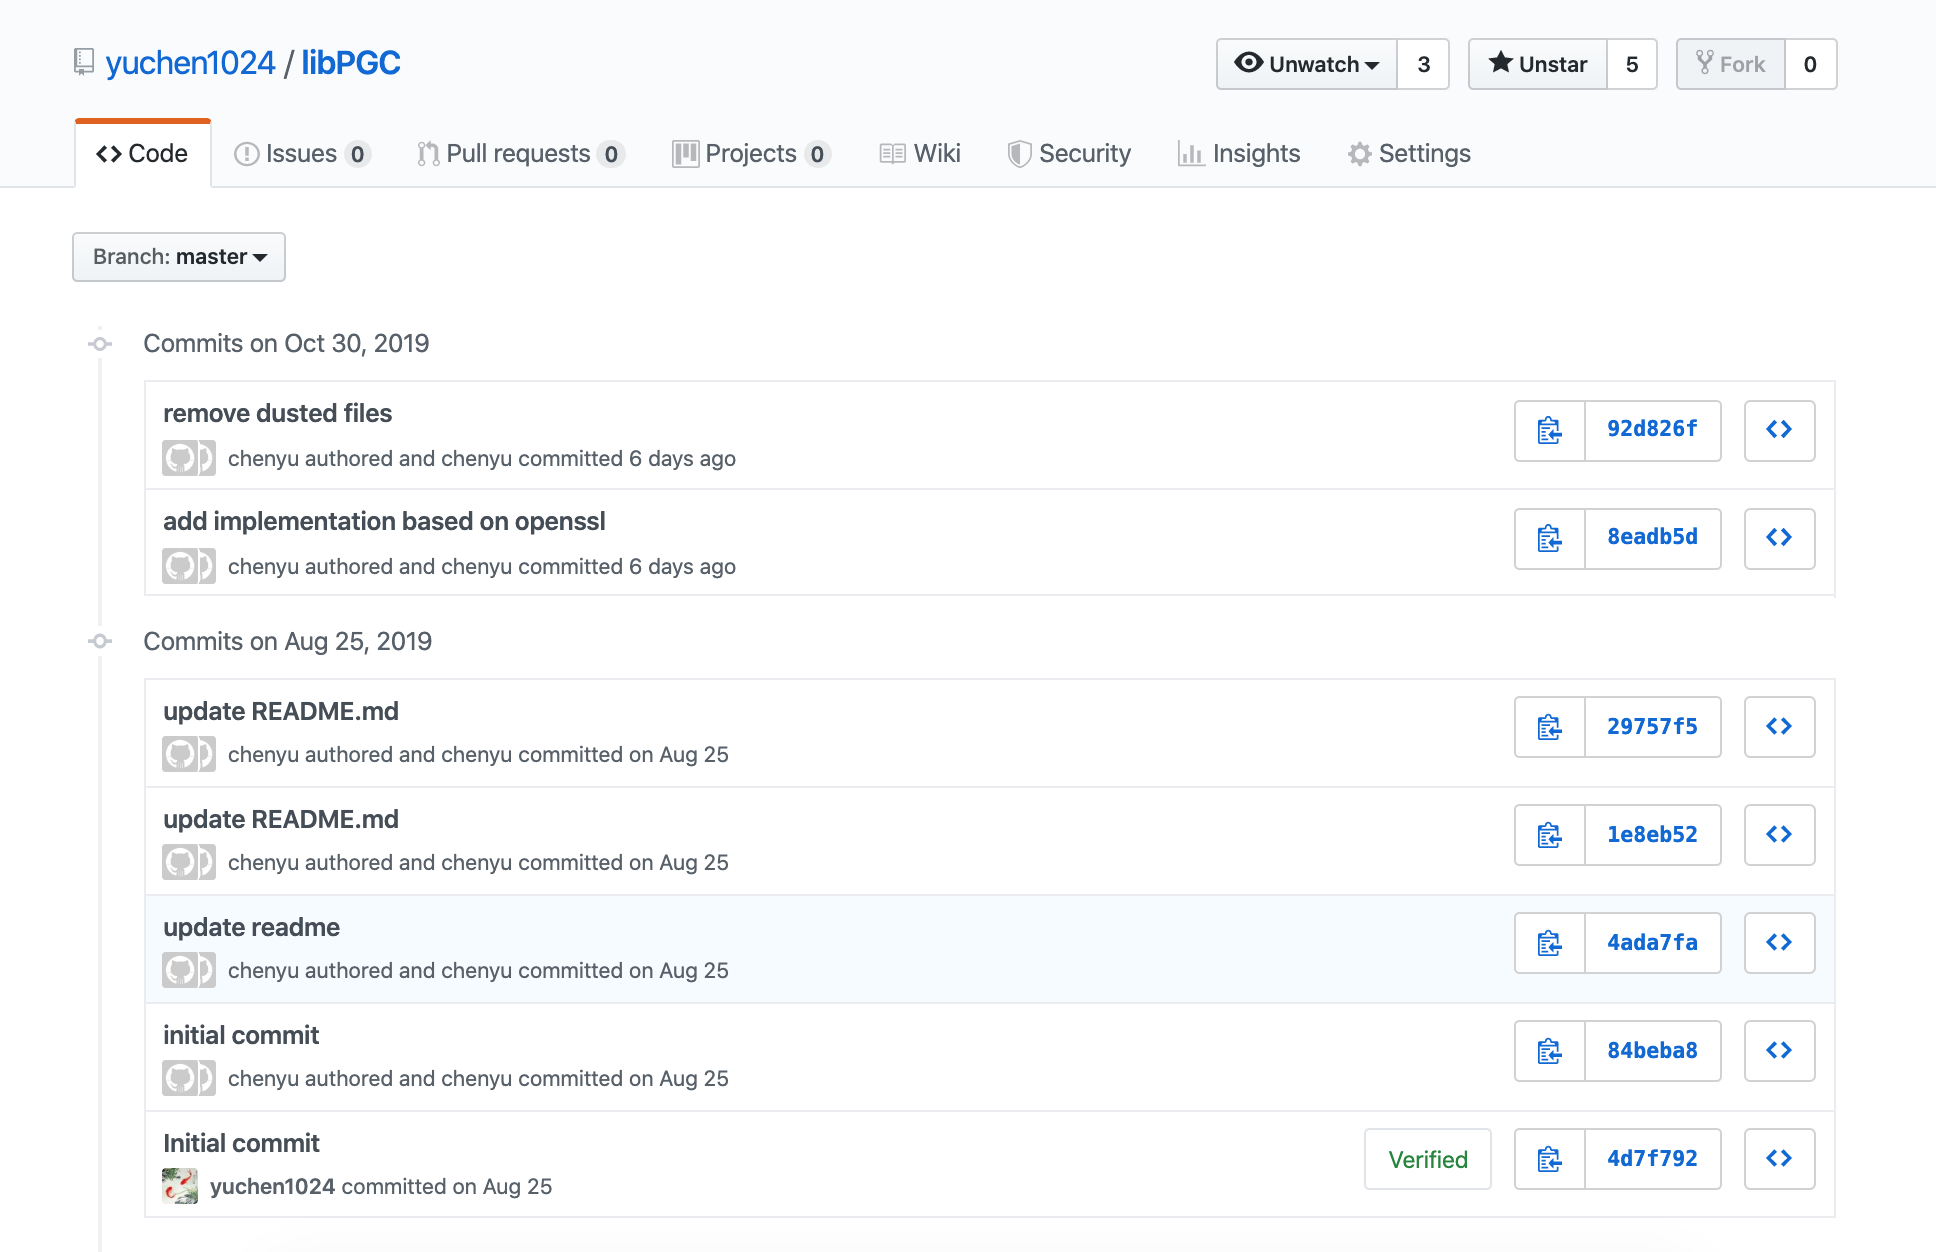 yuchen1024 / libPGC
Unwatch 3 Unstar 5 Fork 0
Code Issues 0 Pull requests 0 Projects 0 Wiki Security Insights Settings
Branch: master
Commits on Oct 30, 2019
remove dusted files
chenyu authored and chenyu committed 6 days ago
92d826f
add implementation based on openssl
chenyu authored and chenyu committed 6 days ago
8eadb5d
Commits on Aug 25, 2019
update README.md
chenyu authored and chenyu committed on Aug 25
29757f5
update README.md
chenyu authored and chenyu committed on Aug 25
1e8eb52
update readme
chenyu authored and chenyu committed on Aug 25
4ada7fa
initial commit
chenyu authored and chenyu committed on Aug 25
84beba8
Initial commit
yuchen1024 committed on Aug 25
Verified 4d7f792